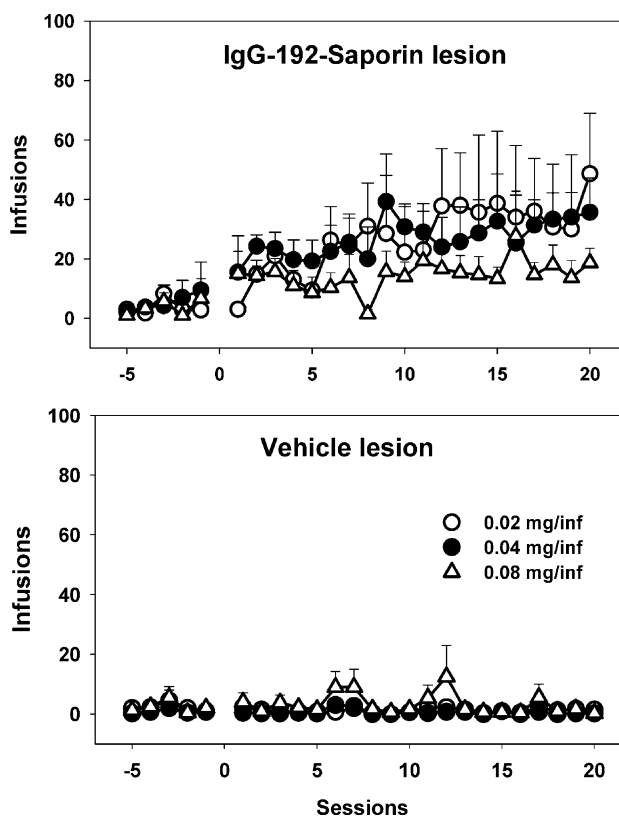 100
IgG-192-Saporin lesion
80
60
Infusions
40
20
0
-5 0 5 10 15 20
100
Vehicle lesion
80
0.02 mg/inf
60
0.04 mg/inf
0.08 mg/inf
Infusions
40
20
0
-5 0 5 10 15 20
Sessions